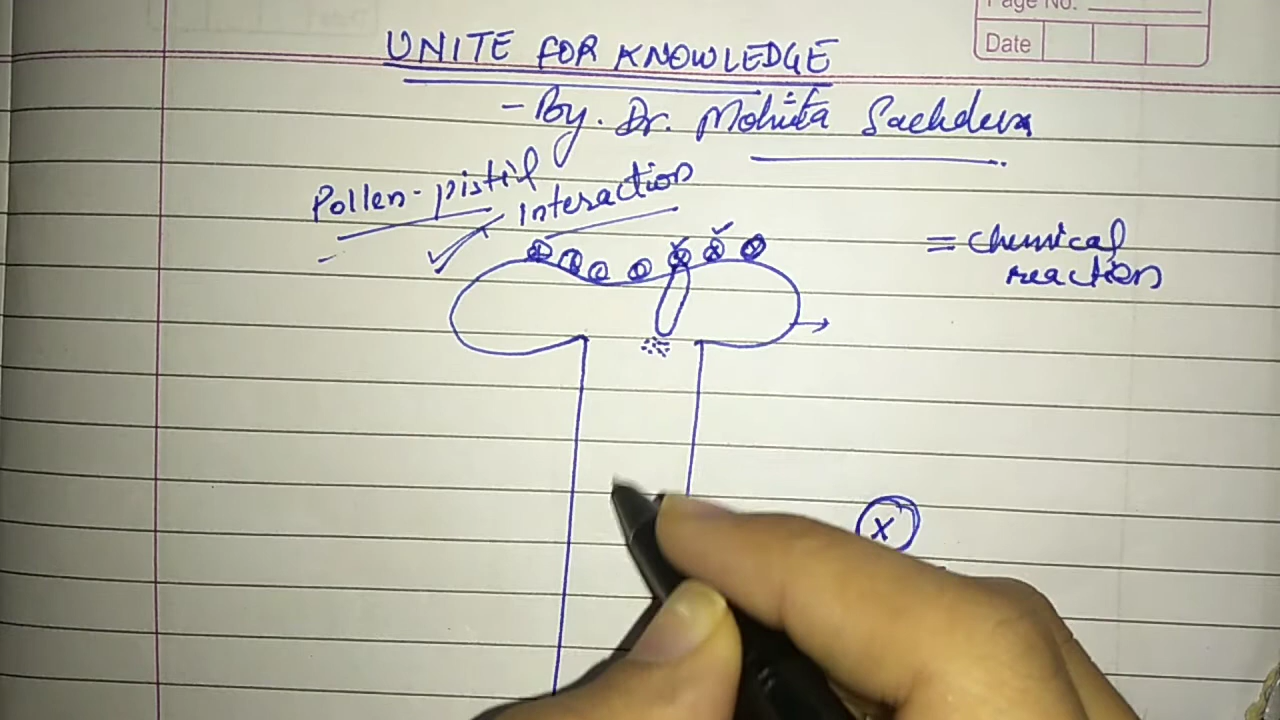 Page No.
Date
UNITE FOR KNOWLEDGE
- By. Dr. Mohita Sachdeva
Pollen-pistil
Interaction
= Chemical
reaction
X